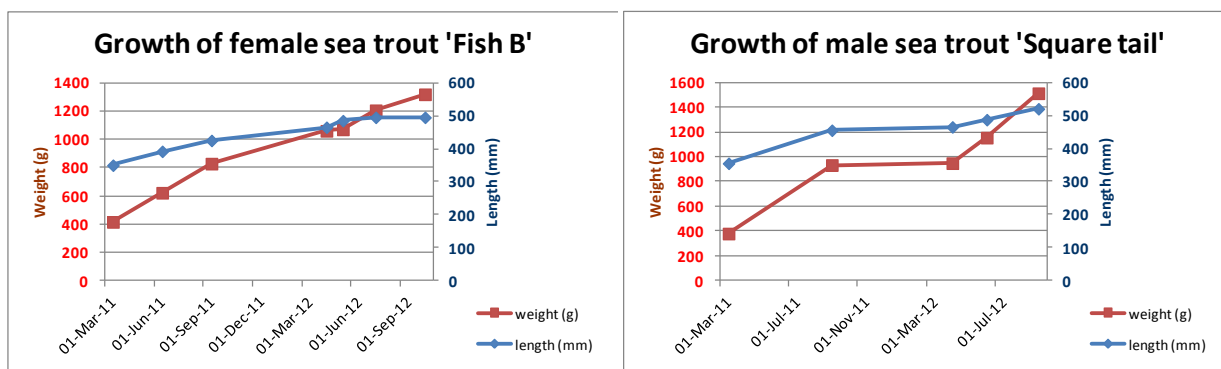 Growth of female sea trout 'Fish B'
1400
1200
1000
800
600
400
200
0
Weight (g)
600
500
400
300
200
100
0
Length (mm)
01-Mar-11
01-Jun-11
01-Sep-11
01-Dec-11
01-Mar-12
01-Jun-12
01-Sep-12
weight (g)
length (mm)
Growth of male sea trout 'Square tail'
1600
1400
1200
1000
800
600
400
200
0
Weight (g)
600
500
400
300
200
100
0
Length (mm)
01-Mar-11
01-Jul-11
01-Nov-11
01-Mar-12
01-Jul-12
weight (g)
length (mm)